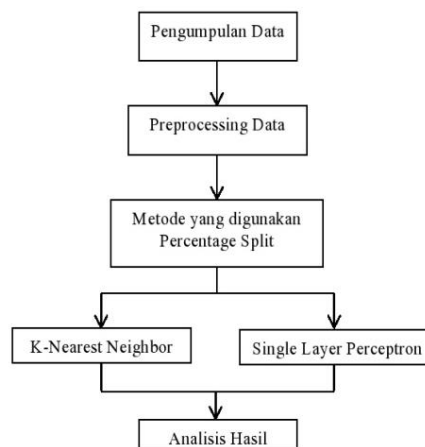 Pengumpulan Data
Preprocessing Data
Metode yang digunakan
Percentage Split
K-Nearest Neighbor
Single Layer Perceptron
Analisis Hasil